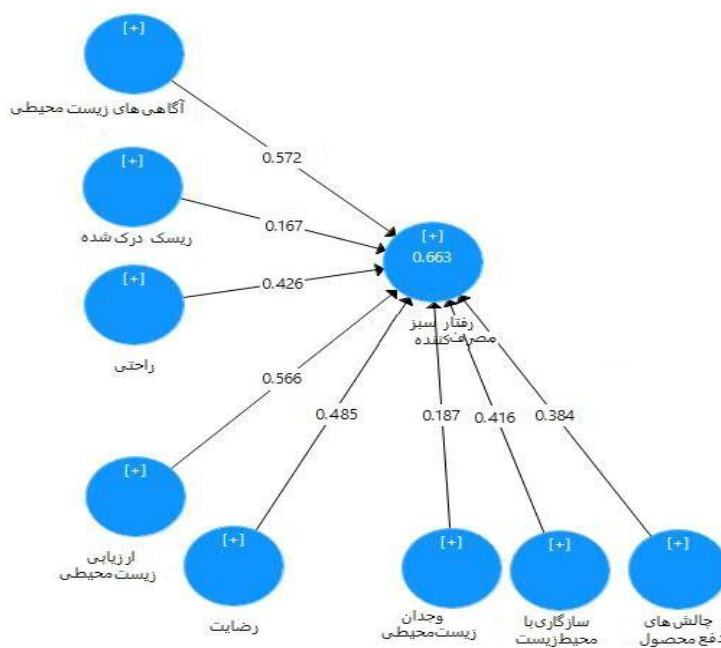 [+]
آگاهی‌های زیست محیطی
0.572
[+]
ریسک درک شده
0.167
[+]
0.663
رفتار سبز
مصرف‌کننده
[+]
راحتی
0.426
0.566
0.485
0.187
0.416
0.384
[+]
ارزیابی
زیست‌محیطی
[+]
رضایت
[+]
وجدان
زیست‌محیطی
[+]
سازگاری با
محیط‌زیست
[+]
چالش‌های
دفع محصول